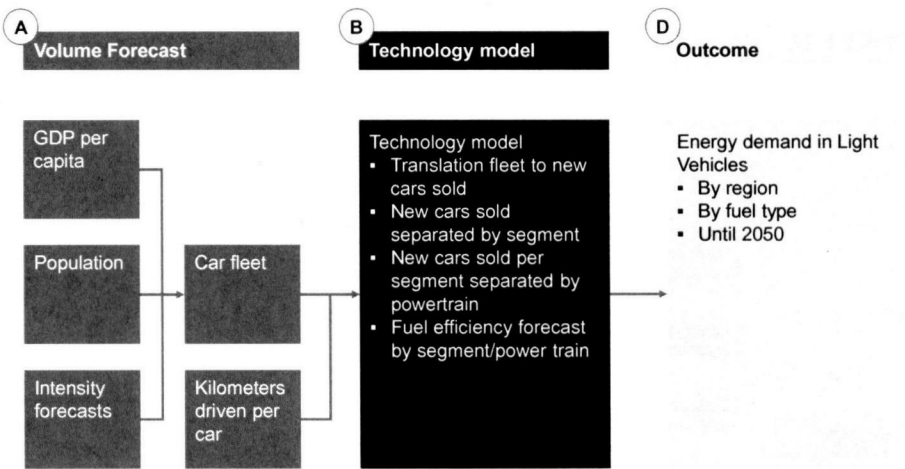 A
Volume Forecast
B
Technology model
D
Outcome
GDP per
capita
Population
Intensity
forecasts
Car fleet
Kilometers
driven per
car
Technology model
▪ Translation fleet to new
cars sold
▪ New cars sold
separated by segment
▪ New cars sold per
segment separated by
powertrain
▪ Fuel efficiency forecast
by segment/power train
Energy demand in Light
Vehicles
▪ By region
▪ By fuel type
▪ Until 2050